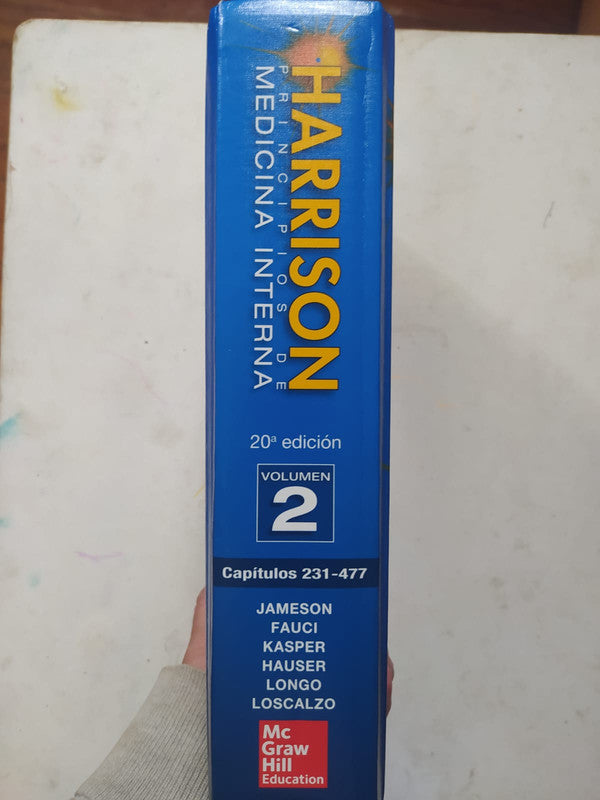 HARRISON
PRINCIPIOS DE
MEDICINA INTERNA
20ª edición
VOLUMEN
2
Capítulos 231-477
JAMESON
FAUCI
KASPER
HAUSER
LONGO
LOSCALZO
Mc
Graw
Hill
Education